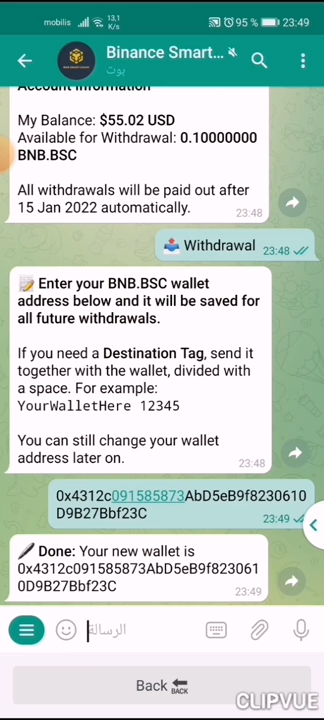 mobilis 13,1 K/s 95 % 23:49
Binance Smart...
بوت
Account Information
My Balance: $55.02 USD
Available for Withdrawal: 0.10000000
BNB.BSC
All withdrawals will be paid out after
15 Jan 2022 automatically.
23:48
Withdrawal 23:48
Enter your BNB.BSC wallet
address below and it will be saved for
all future withdrawals.
If you need a Destination Tag, send it
together with the wallet, divided with
a space. For example:
YourWalletHere 12345
You can still change your wallet
address later on.
23:48
0x4312c091585873AbD5eB9f8230610
D9B27Bbf23C 23:49
Done: Your new wallet is
0x4312c091585873AbD5eB9f823061
0D9B27Bbf23C 23:49
الرسالة
Back BACK
CLIPVUE